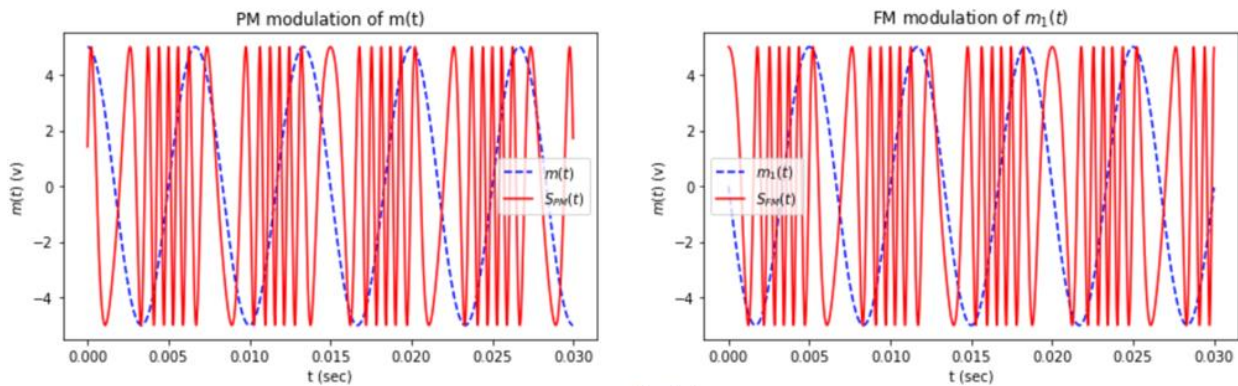 PM modulation of m(t)
4
2
0
−2
−4
m(t) (v)
m(t)
S_PM(t)
0.000 0.005 0.010 0.015 0.020 0.025 0.030
t (sec)
FM modulation of m₁(t)
4
2
0
−2
−4
m(t) (v)
m₁(t)
S_FM(t)
0.000 0.005 0.010 0.015 0.020 0.025 0.030
t (sec)